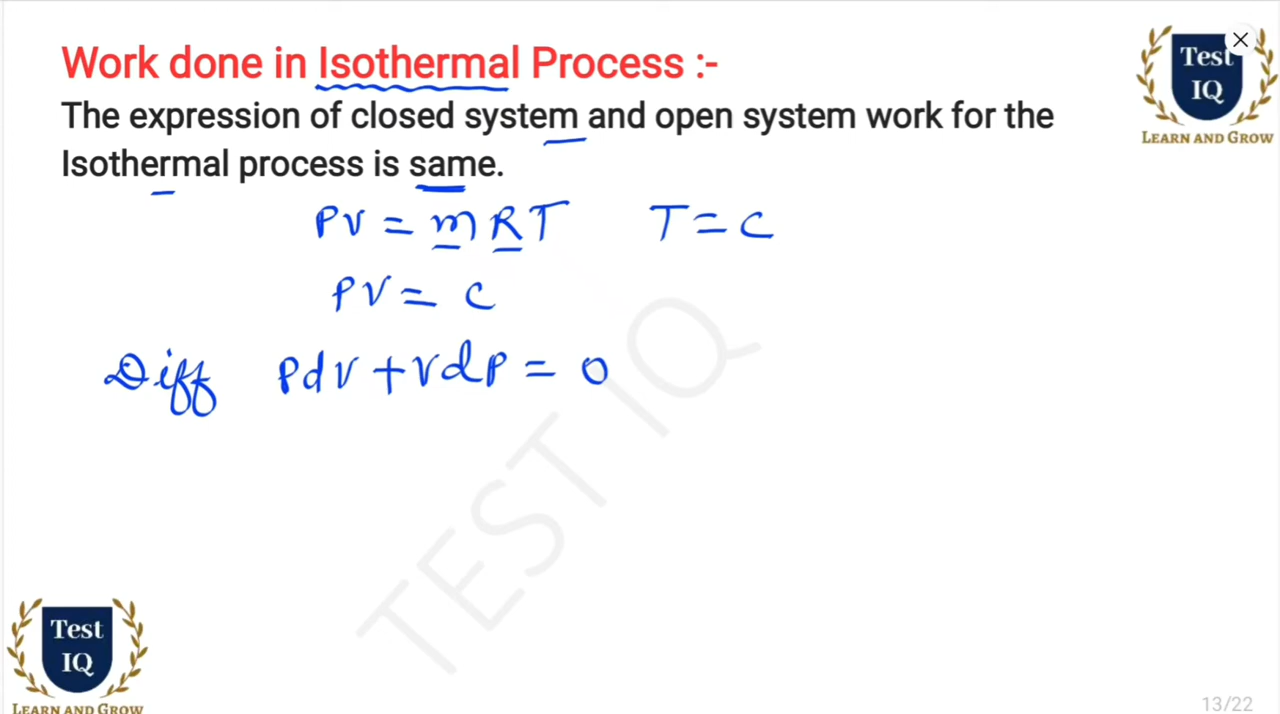 Work done in Isothermal Process :-
The expression of closed system and open system work for the
Isothermal process is same.
PV = mRT T = C
PV = C
Diff PdV + VdP = 0
TEST IQ
Test
IQ
LEARN AND GROW
Test
IQ
LEARN AND GROW
13/22